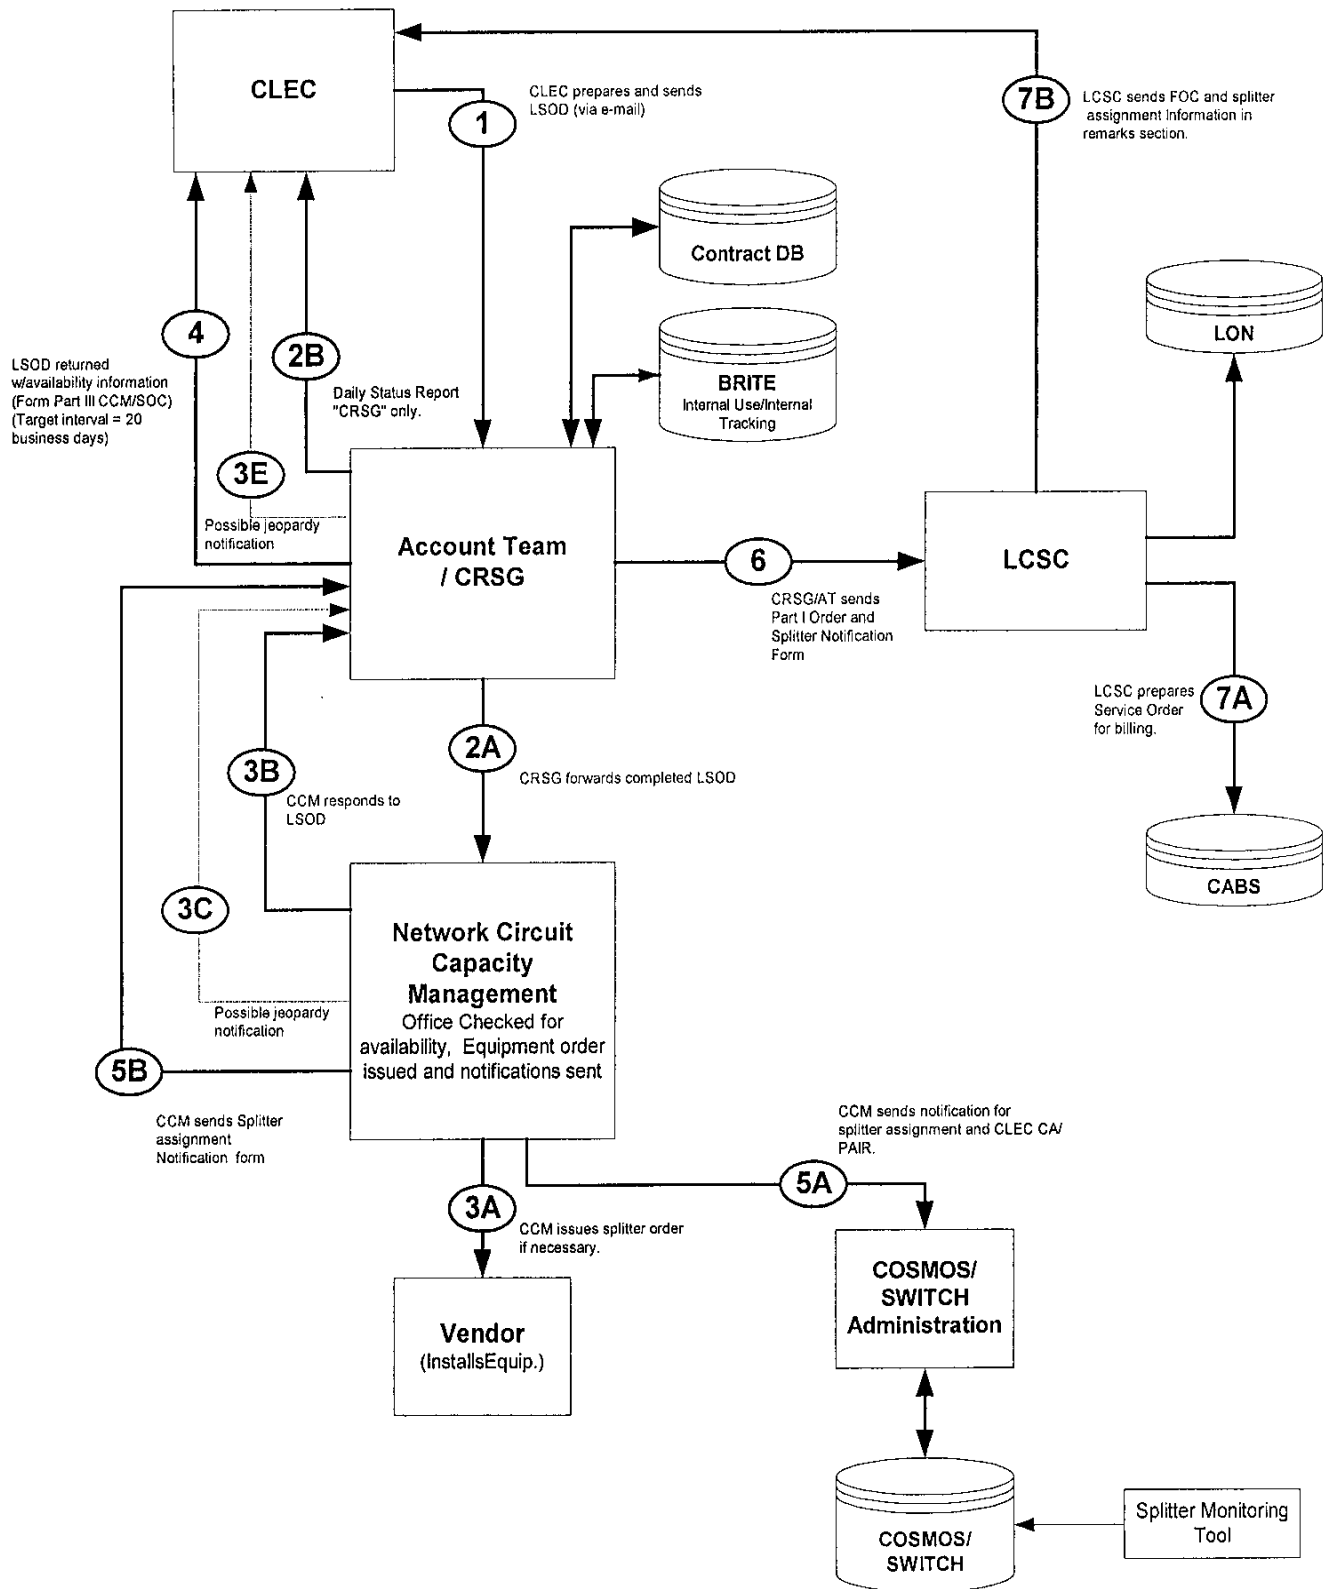 CLEC
1
CLEC prepares and sends
LSOD (via e-mail)
7B
LCSC sends FOC and splitter
assignment Information in
remarks section.
Contract DB
LON
4
LSOD returned
w/availability information
(Form Part III CCM/SOC)
(Target interval = 20
business days)
2B
Daily Status Report
"CRSG" only.
BRITE
Internal Use/Internal
Tracking
3E
Possible jeopardy
notification
Account Team
/ CRSG
6
CRSG/AT sends
Part I Order and
Splitter Notification
Form
LCSC
LCSC prepares
Service Order
for billing.
7A
CABS
2A
CRSG forwards completed LSOD
3B
CCM responds to
LSOD
3C
Possible jeopardy
notification
Network Circuit
Capacity
Management
Office Checked for
availability, Equipment order
issued and notifications sent
5B
CCM sends Splitter
assignment
Notification form
CCM sends notification for
splitter assignment and CLEC CA/
PAIR.
5A
3A
CCM issues splitter order
if necessary.
Vendor
(InstallsEquip.)
COSMOS/
SWITCH
Administration
COSMOS/
SWITCH
Splitter Monitoring
Tool